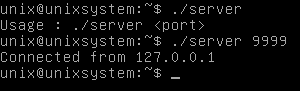 unix@unixsystem:~$ ./server
Usage : ./server <port>
unix@unixsystem:~$ ./server 9999
Connected from 127.0.0.1
unix@unixsystem:~$ _